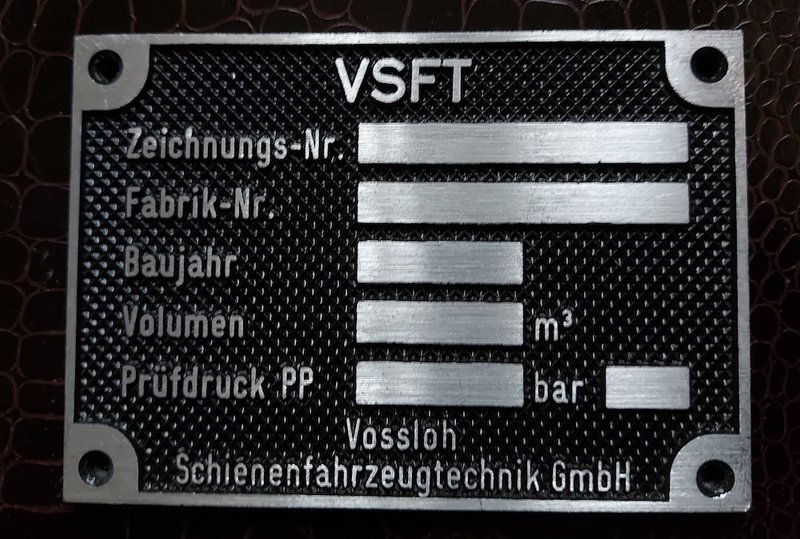 VSFT
Zeichnungs-Nr.
Fabrik-Nr.
Baujahr
Volumen m³
Prüfdruck PP bar
Vossloh
Schienenfahrzeugtechnik GmbH